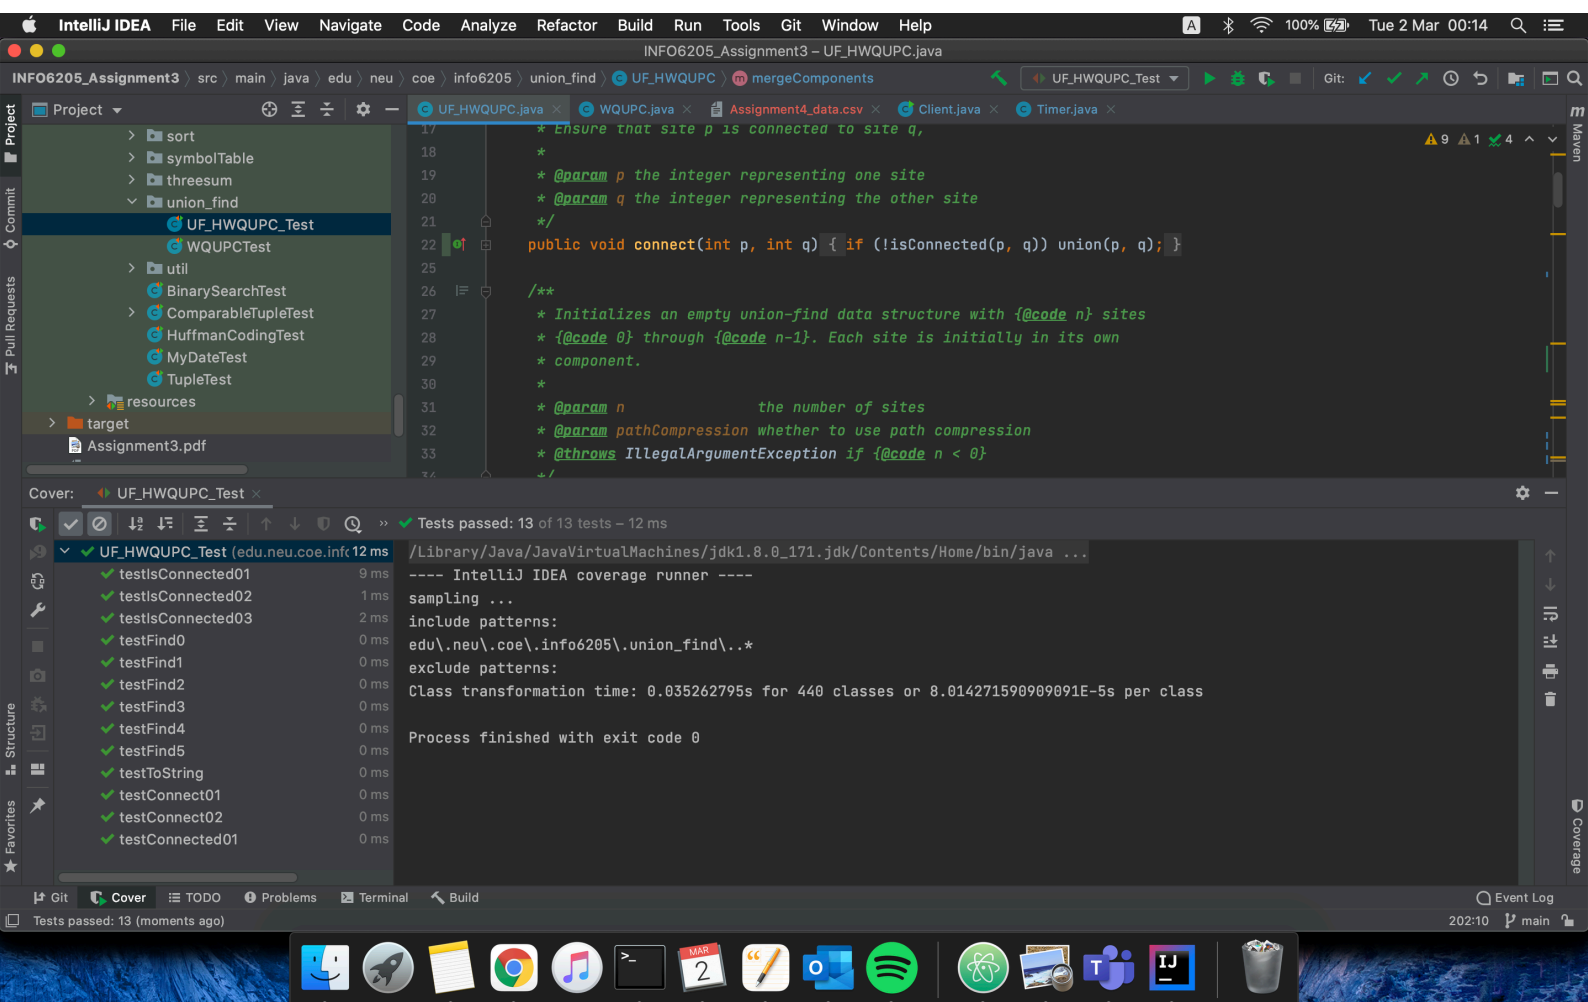 IntelliJ IDEA File Edit View Navigate Code Analyze Refactor Build Run Tools Git Window Help A 100% Tue 2 Mar 00:14
INFO6205_Assignment3 – UF_HWQUPC.java
INFO6205_Assignment3 src main java edu neu coe info6205 union_find UF_HWQUPC mergeComponents UF_HWQUPC_Test Git:
Project UF_HWQUPC.java WQUPC.java Assignment4_data.csv Client.java Timer.java
Project
Commit
Pull Requests
Structure
Favorites
sort
symbolTable
threesum
union_find
UF_HWQUPC_Test
WQUPCTest
util
BinarySearchTest
ComparableTupleTest
HuffmanCodingTest
MyDateTest
TupleTest
resources
target
Assignment3.pdf
17 * Ensure that site p is connected to site q,
18 *
19 * @param p the integer representing one site
20 * @param q the integer representing the other site
21 */
22 public void connect(int p, int q) { if (!isConnected(p, q)) union(p, q); }
25
26 /**
27 * Initializes an empty union-find data structure with {@code n} sites
28 * {@code 0} through {@code n-1}. Each site is initially in its own
29 * component.
30 *
31 * @param n the number of sites
32 * @param pathCompression whether to use path compression
33 * @throws IllegalArgumentException if {@code n < 0}
34 */
9 1 4
Maven
Coverage
Cover: UF_HWQUPC_Test
Tests passed: 13 of 13 tests – 12 ms
UF_HWQUPC_Test (edu.neu.coe.info 12 ms
testIsConnected01 9 ms
testIsConnected02 1 ms
testIsConnected03 2 ms
testFind0 0 ms
testFind1 0 ms
testFind2 0 ms
testFind3 0 ms
testFind4 0 ms
testFind5 0 ms
testToString 0 ms
testConnect01 0 ms
testConnect02 0 ms
testConnected01 0 ms
/Library/Java/JavaVirtualMachines/jdk1.8.0_171.jdk/Contents/Home/bin/java ...
---- IntelliJ IDEA coverage runner ----
sampling ...
include patterns:
edu\.neu\.coe\.info6205\.union_find\..*
exclude patterns:
Class transformation time: 0.035262795s for 440 classes or 8.014271590909091E-5s per class
Process finished with exit code 0
Git Cover TODO Problems Terminal Build Event Log
Tests passed: 13 (moments ago) 202:10 main
MAR
2
IJ